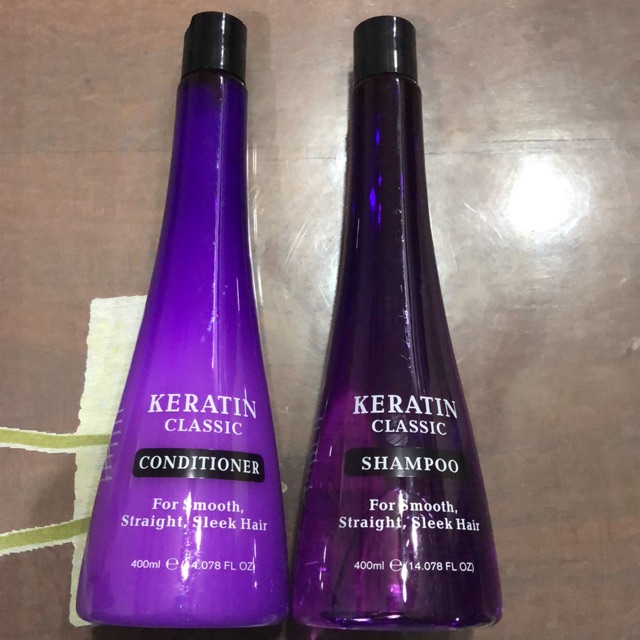 KERATIN
CLASSIC
CONDITIONER
For Smooth,
Straight, Sleek Hair
400ml ℮ (14.078 FL OZ)
KERATIN
CLASSIC
SHAMPOO
For Smooth,
Straight, Sleek Hair
400ml ℮ (14.078 FL OZ)